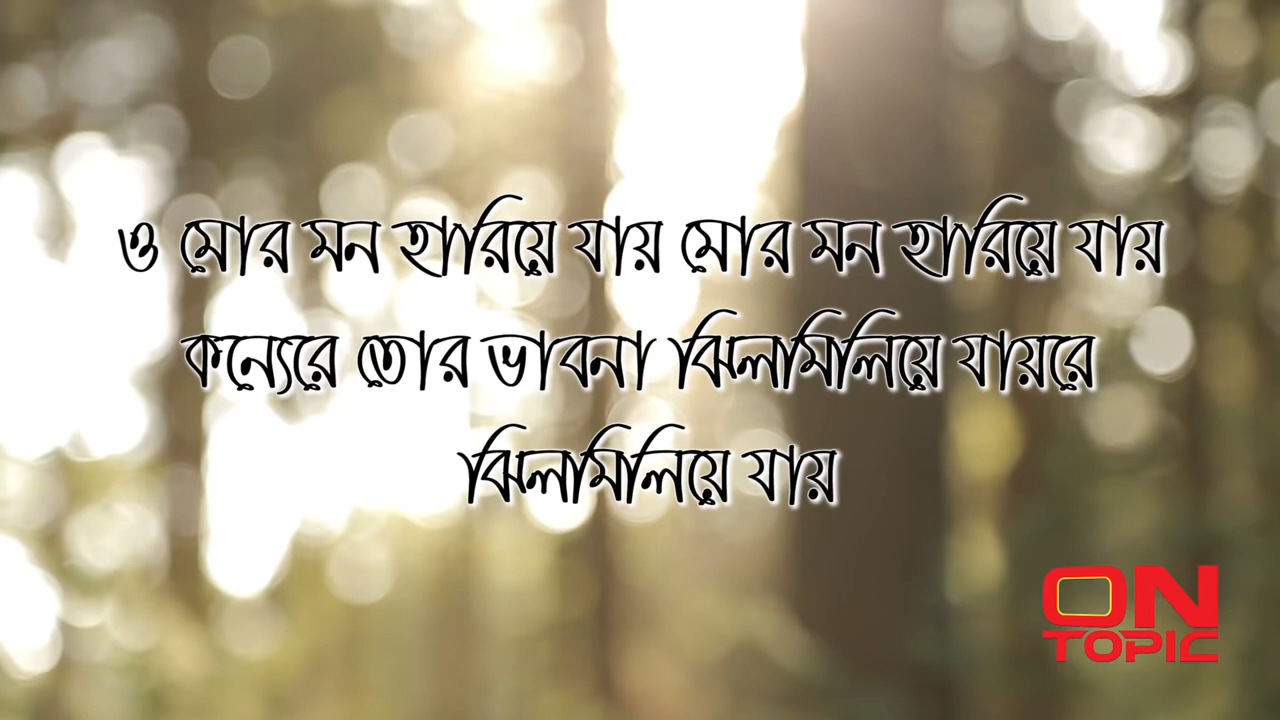 ও মোর মন হারিয়ে যায় মোর মন হারিয়ে যায়
কন্যেরে তোর ভাবনা ঝিলমিলিয়ে যায়রে
ঝিলমিলিয়ে যায়
ON
TOPIC